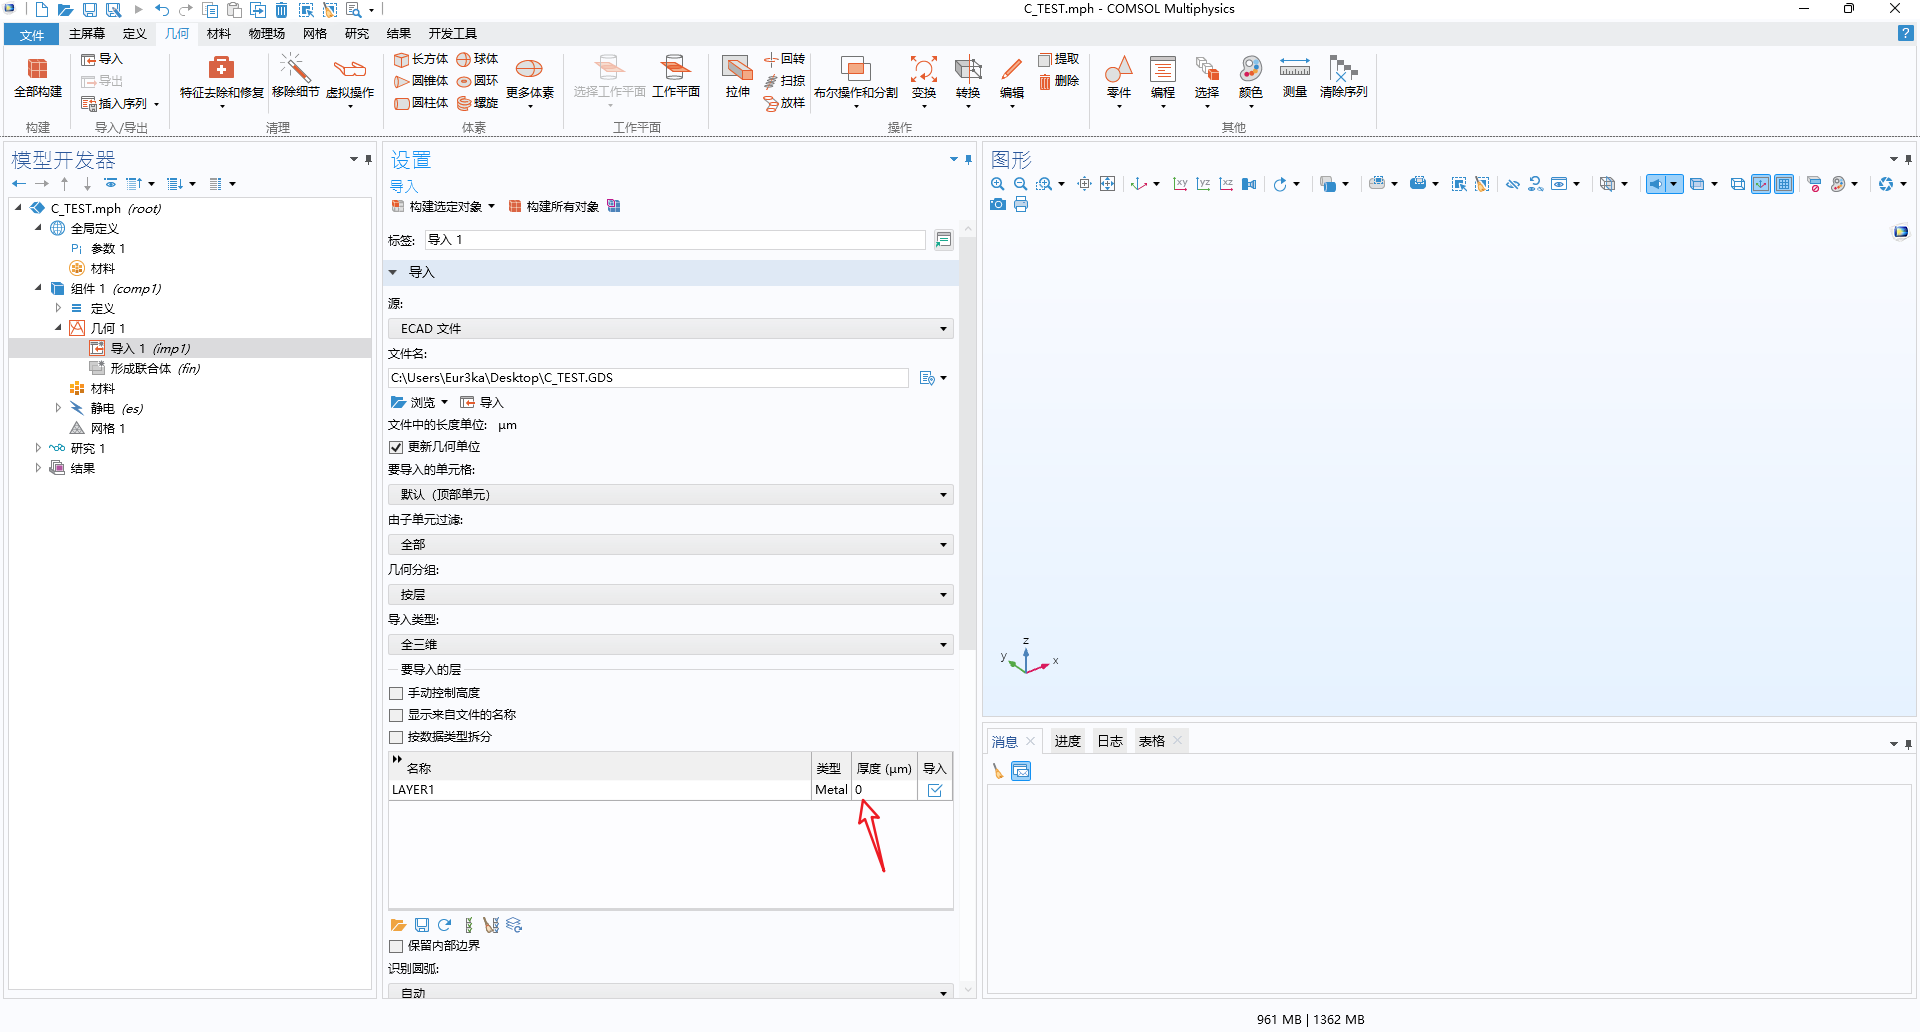 C_TEST.mph - COMSOL Multiphysics
文件 主屏幕 定义 几何 材料 物理场 网格 研究 结果 开发工具
全部构建
构建
导入
导出
插入序列
导入/导出
特征去除和修复 移除细节 虚拟操作
清理
长方体 球体
圆锥体 圆环
圆柱体 螺旋
更多体素
体素
选择工作平面 工作平面
工作平面
拉伸
回转
扫掠
放样
布尔操作和分割 变换 转换 编辑
提取
删除
操作
零件 编程 选择 颜色 测量 清除序列
其他
模型开发器
C_TEST.mph (root)
全局定义
Pi 参数 1
材料
组件 1 (comp1)
定义
几何 1
导入 1 (imp1)
形成联合体 (fin)
材料
静电 (es)
网格 1
研究 1
结果
设置
导入
构建选定对象 构建所有对象
标签: 导入 1
导入
源:
ECAD 文件
文件名:
C:\Users\Eur3ka\Desktop\C_TEST.GDS
浏览 导入
文件中的长度单位: μm
更新几何单位
要导入的单元格:
默认（顶部单元）
由子单元过滤:
全部
几何分组:
按层
导入类型:
全三维
要导入的层
手动控制高度
显示来自文件的名称
按数据类型拆分
名称 类型 厚度 (μm) 导入
LAYER1 Metal 0
保留内部边界
识别圆弧:
自动
图形
xy yz xz
z
y x
消息 进度 日志 表格
961 MB | 1362 MB